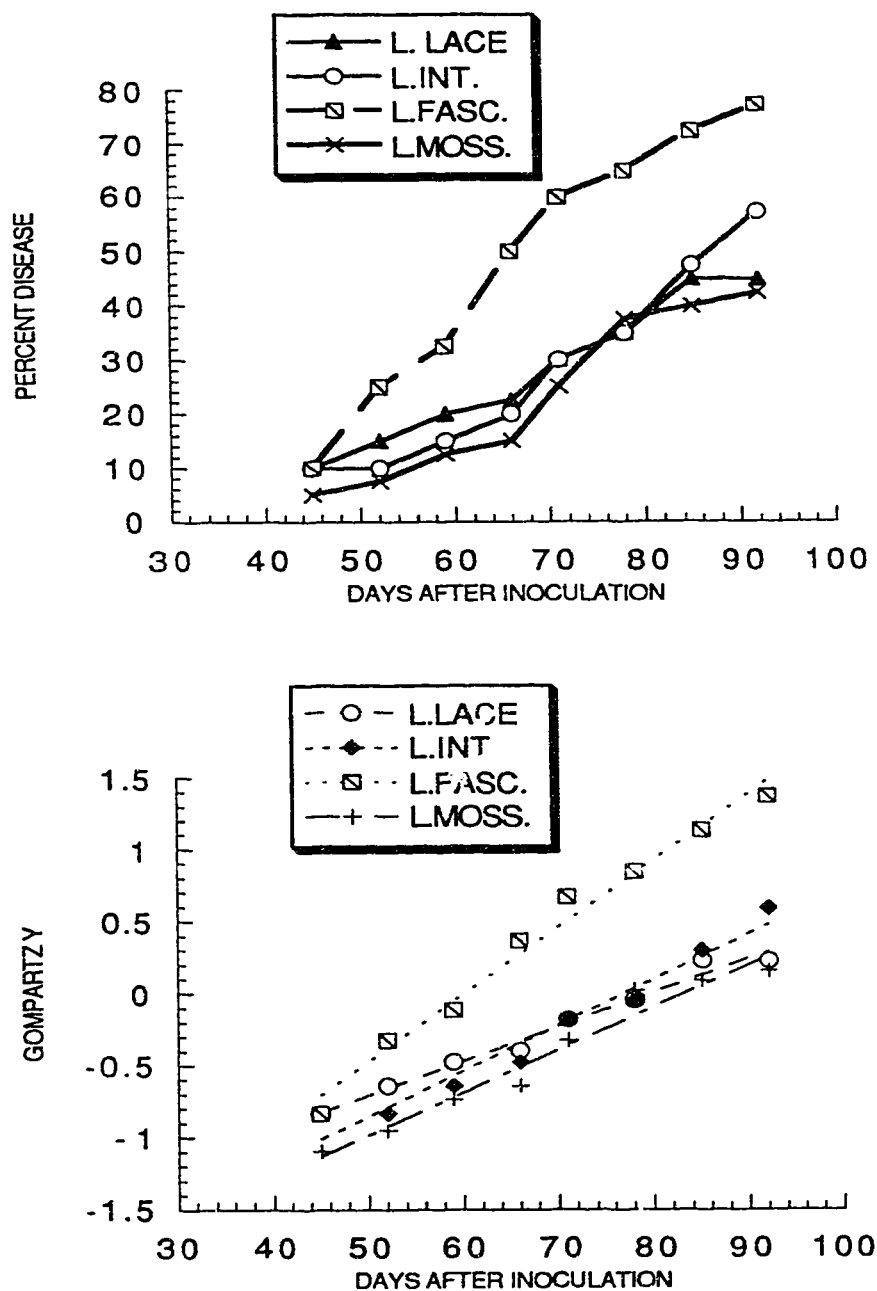 L. LACE
L.INT.
L.FASC.
L.MOSS.
PERCENT DISEASE
80
70
60
50
40
30
20
10
0
30 40 50 60 70 80 90 100
DAYS AFTER INOCULATION
L.LACE
L.INT
L.FASC.
L.MOSS.
GOMPARTZ Y
1.5
1
0.5
0
-0.5
-1
-1.5
30 40 50 60 70 80 90 100
DAYS AFTER INOCULATION